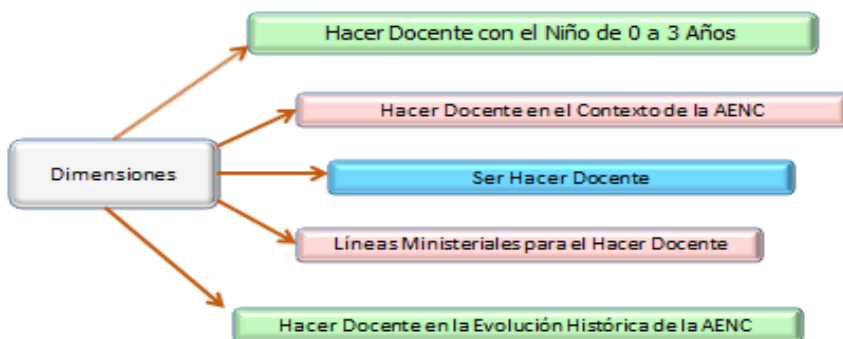 Hacer Docente con el Niño de 0 a 3 Años
Hacer Docente en el Contexto de la AENC
Dimensiones
Ser Hacer Docente
Líneas Ministeriales para el Hacer Docente
Hacer Docente en la Evolución Histórica de la AENC